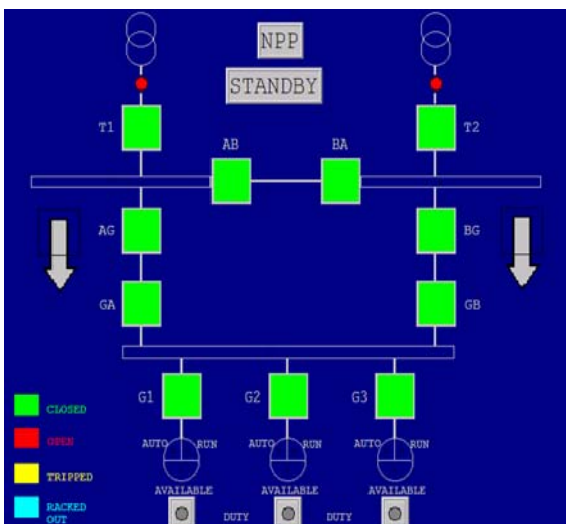 NPP
STANDBY
T1
T2
AB
BA
AG
BG
GA
GB
G1
G2
G3
CLOSED
OPEN
TRIPPED
RACKED
OUT
AUTO RUN
AUTO RUN
AUTO RUN
AVAILABLE
AVAILABLE
AVAILABLE
DUTY
DUTY